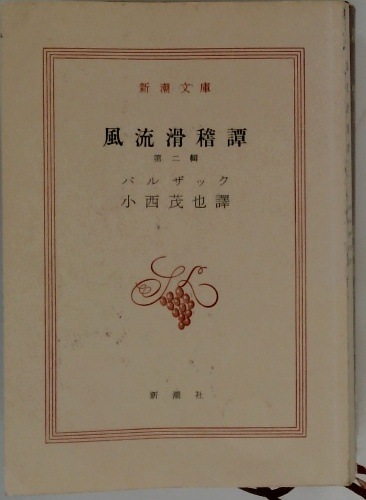 新潮文庫
風流滑稽譚
第二輯
バルザック
小西茂也譯
新潮社